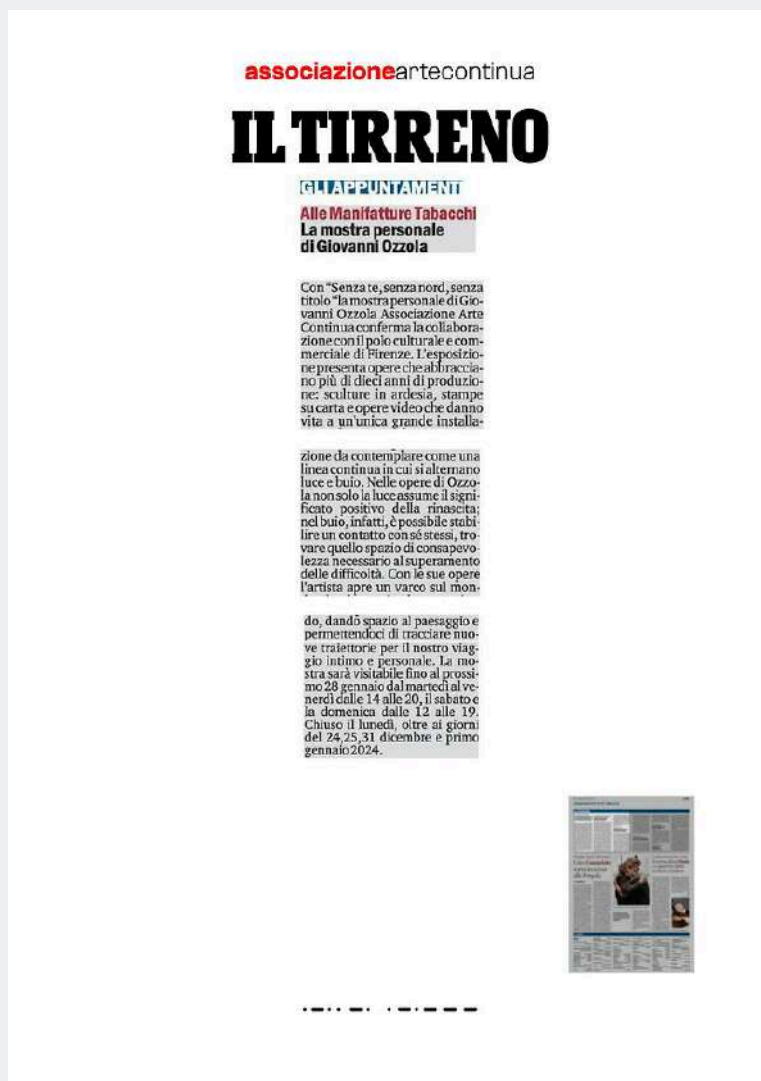 associazioneartecontinua
IL TIRRENO
GLI APPUNTAMENTI
Alle Manifatture Tabacchi
La mostra personale
di Giovanni Ozzola
Con "Senza te, senza nord, senza
titolo "la mostra personale di Gio-
vanni Ozzola Associazione Arte
Continua conferma la collabora-
zione con il polo culturale e com-
merciale di Firenze. L'esposizio-
ne presenta opere che abbraccia-
no più di dieci anni di produzio-
ne: sculture in ardesia, stampe
su carta e opere video che danno
vita a un'unica grande installa-
zione da contemplare come una
linea continua in cui si alternano
luce e buio. Nelle opere di Ozzo-
la non solo la luce assume il signi-
ficato positivo della rinascita;
nel buio, infatti, è possibile stabi-
lire un contatto con sé stessi, tro-
vare quello spazio di consapevo-
lezza necessario al superamento
delle difficoltà. Con le sue opere
l'artista apre un varco sul mon-
do, dando spazio al paesaggio e
permettendoci di tracciare nuo-
ve traiettorie per il nostro viag-
gio intimo e personale. La mo-
stra sarà visitabile fino al prossi-
mo 28 gennaio dal martedì al ve-
nerdì dalle 14 alle 20, il sabato e
la domenica dalle 12 alle 19.
Chiuso il lunedì, oltre ai giorni
del 24,25,31 dicembre e primo
gennaio 2024.